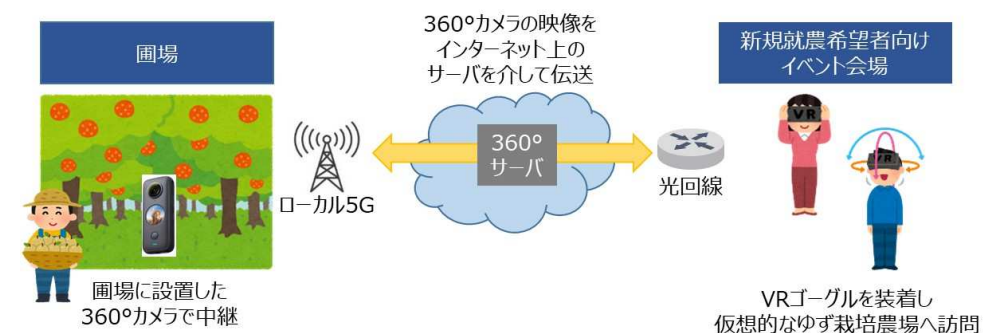 圃場
360°カメラの映像を
インターネット上の
サーバを介して伝送
新規就農希望者向け
イベント会場
360°
サーバ
ローカル5G
光回線
VR
VR
圃場に設置した
360°カメラで中継
VRゴーグルを装着し
仮想的なゆず栽培農場へ訪問